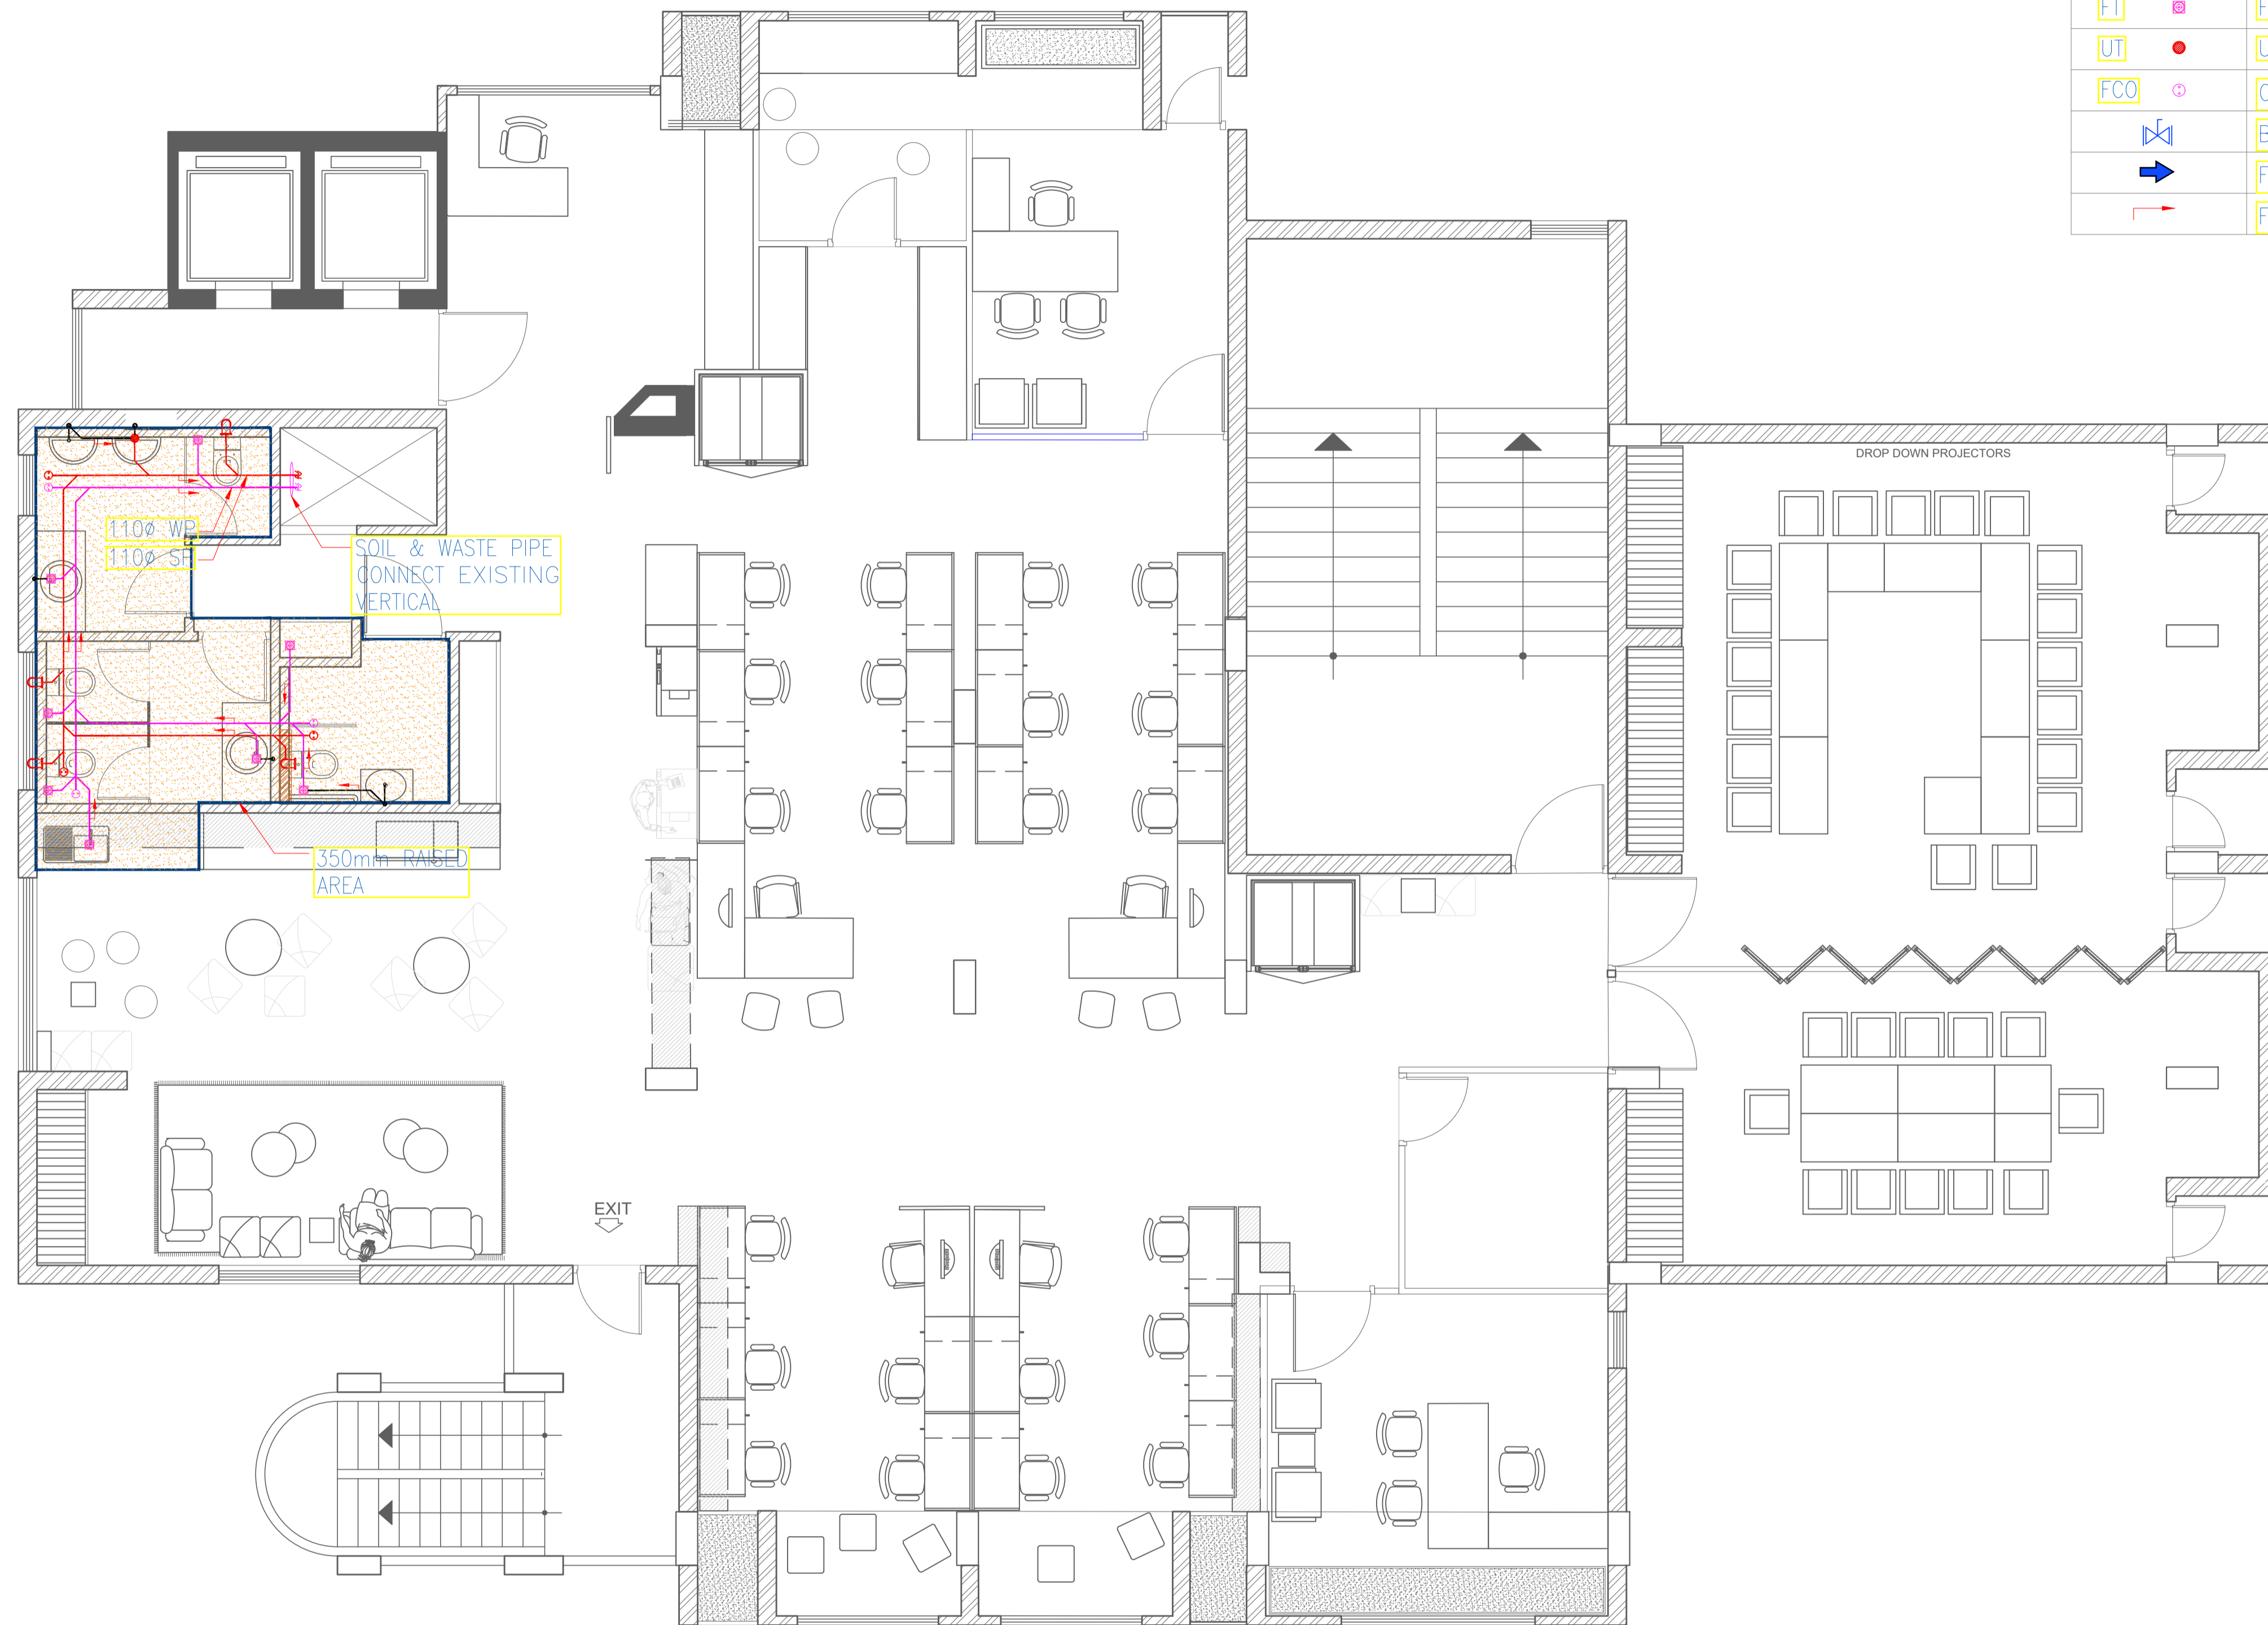 FT F
UT U
FCO C
B
F
F
DROP DOWN PROJECTORS
110ø WP
110ø SP
SOIL & WASTE PIPE
CONNECT EXISTING
VERTICAL
350mm RAISED
AREA
EXIT